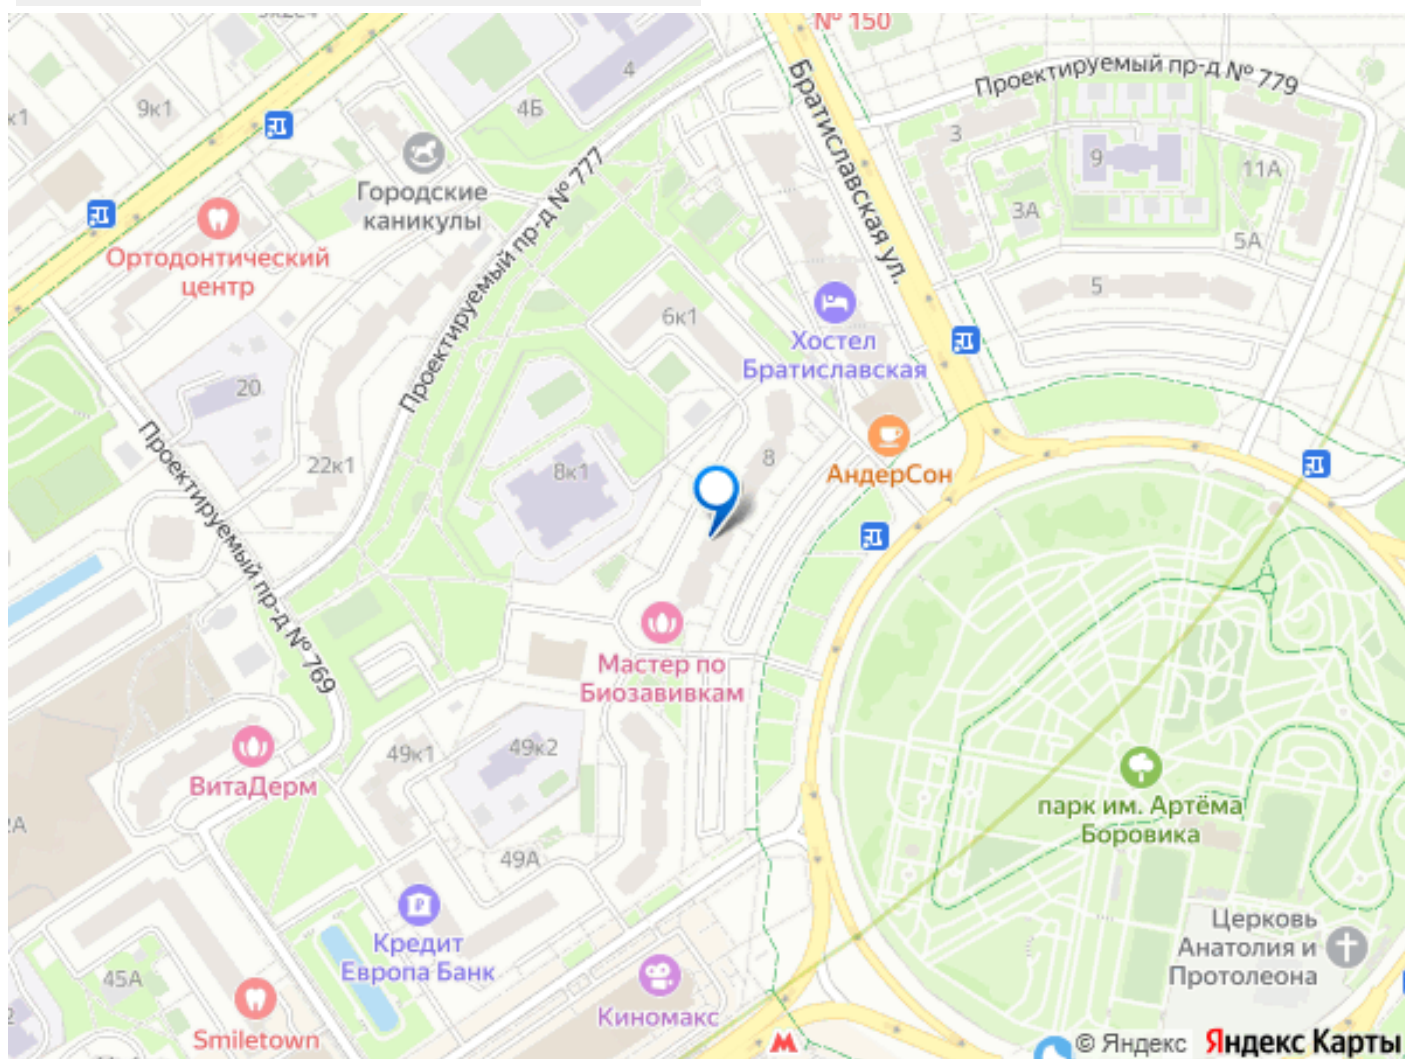 № 150
4
Проектируемый пр-д № 779
9к1
к1
4Б
Братиславская ул.
3
9
11А
Городские
каникулы
Проектируемый пр-д № 777
3А
5А
Ортодонтический
центр
5
6к1
Хостел
Братиславская
20
Проектируемый пр-д № 769
22к1
8к1
8
АндерСон
Мастер по
Биозавивкам
49к1
49к2
ВитаДерм
парк им. Артёма
Боровика
2А
49А
Кредит
Европа Банк
Церковь
Анатолия и
Протолеона
45А
Киномакс
Smiletown
© Яндекс Яндекс Карты